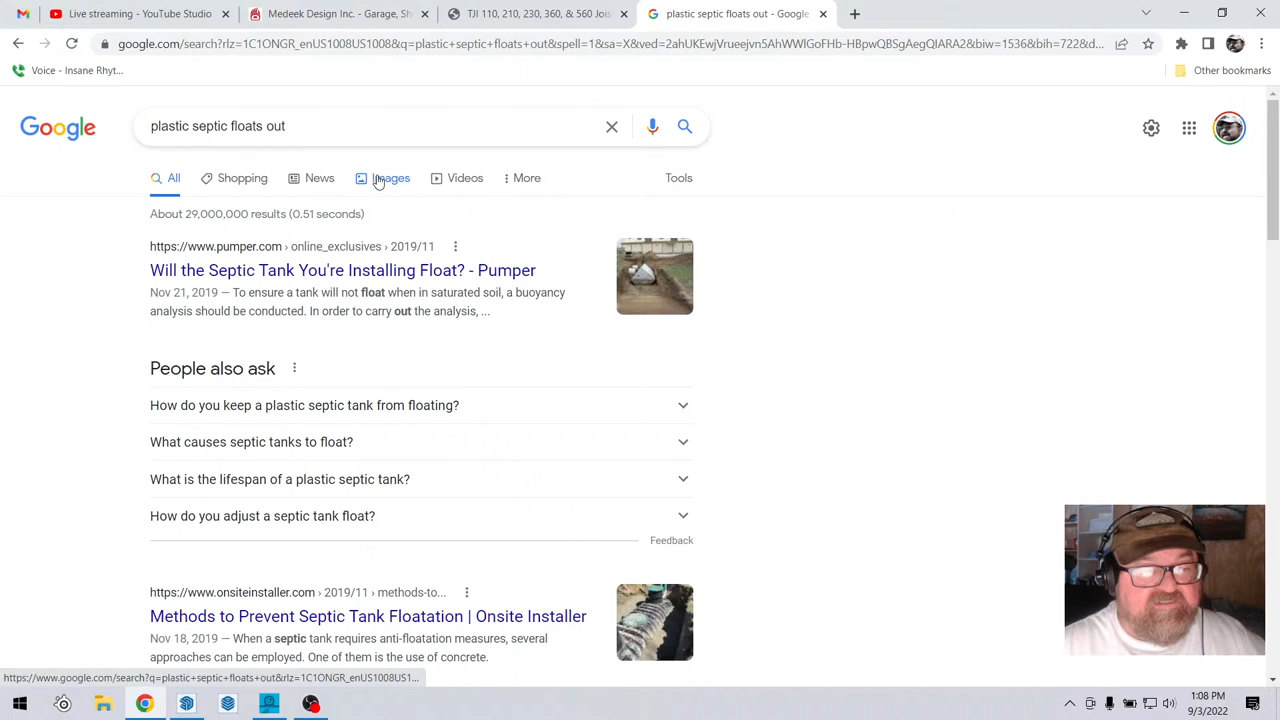 Live streaming - YouTube Studio
Medeek Design Inc. - Garage, Sh
TJI 110, 210, 230, 360, & 560 Jois
plastic septic floats out - Google
google.com/search?rlz=1C1ONGR_enUS1008US1008&q=plastic+septic+floats+out&spell=1&sa=X&ved=2ahUKEwjVrueejvn5AhWWlGoFHb-HBpwQBSgAegQIARA2&biw=1536&bih=722&d...
Voice - Insane Rhyt...
Other bookmarks
Google
plastic septic floats out
All
Shopping
News
Images
Videos
More
Tools
About 29,000,000 results (0.51 seconds)
https://www.pumper.com › online_exclusives › 2019/11
Will the Septic Tank You're Installing Float? - Pumper
Nov 21, 2019 — To ensure a tank will not float when in saturated soil, a buoyancy
analysis should be conducted. In order to carry out the analysis, ...
People also ask
How do you keep a plastic septic tank from floating?
What causes septic tanks to float?
What is the lifespan of a plastic septic tank?
How do you adjust a septic tank float?
Feedback
https://www.onsiteinstaller.com › 2019/11 › methods-to...
Methods to Prevent Septic Tank Floatation | Onsite Installer
Nov 18, 2019 — When a septic tank requires anti-floatation measures, several
approaches can be employed. One of them is the use of concrete.
https://www.google.com/search?q=plastic+septic+floats+out&rlz=1C1ONGR_enUS1008US1...
1:08 PM
9/3/2022